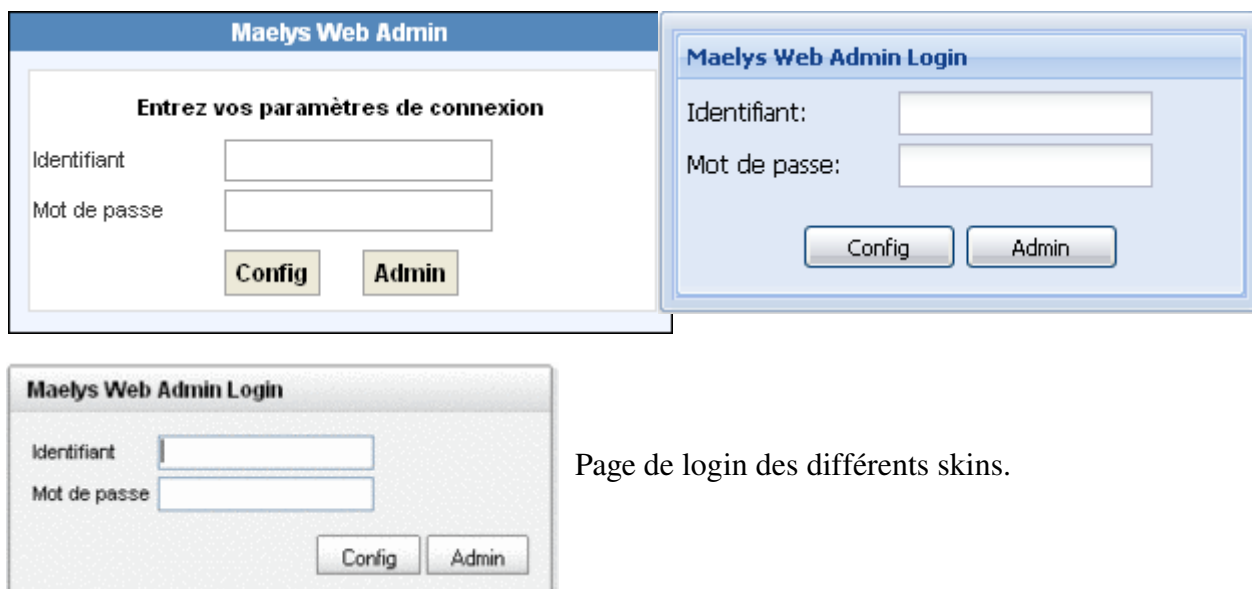 Maelys Web Admin
Entrez vos paramètres de connexion
Identifiant
Mot de passe
Config Admin
Maelys Web Admin Login
Identifiant:
Mot de passe:
Config Admin
Maelys Web Admin Login
Identifiant
Mot de passe
Config Admin
Page de login des différents skins.